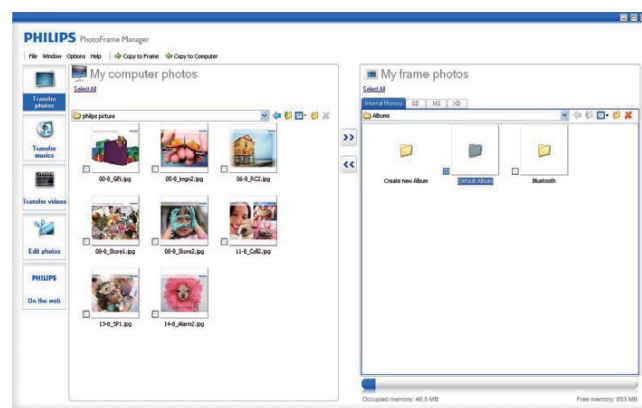 PHILIPS PhotoFrame Manager
File Window Options Help Copy to Frame Copy to Computer
Transfer photos
Transfer musics
Transfer videos
Edit photos
PHILIPS
On the web
My computer photos
Select All
philips picture
00-0_Gift.jpg 05-0_imgn2.jpg 06-0_FC2.jpg
08-0_Store1.jpg 08-0_Store2.jpg 11-0_Coll2.jpg
13-0_SP1.jpg 14-0_Alarm2.jpg
My frame photos
Select All
Internal Memory SD MS XD
Albums
Create new Album Default Album Bluetooth
Occupied memory: 48.5 MB Free memory: 853 MB